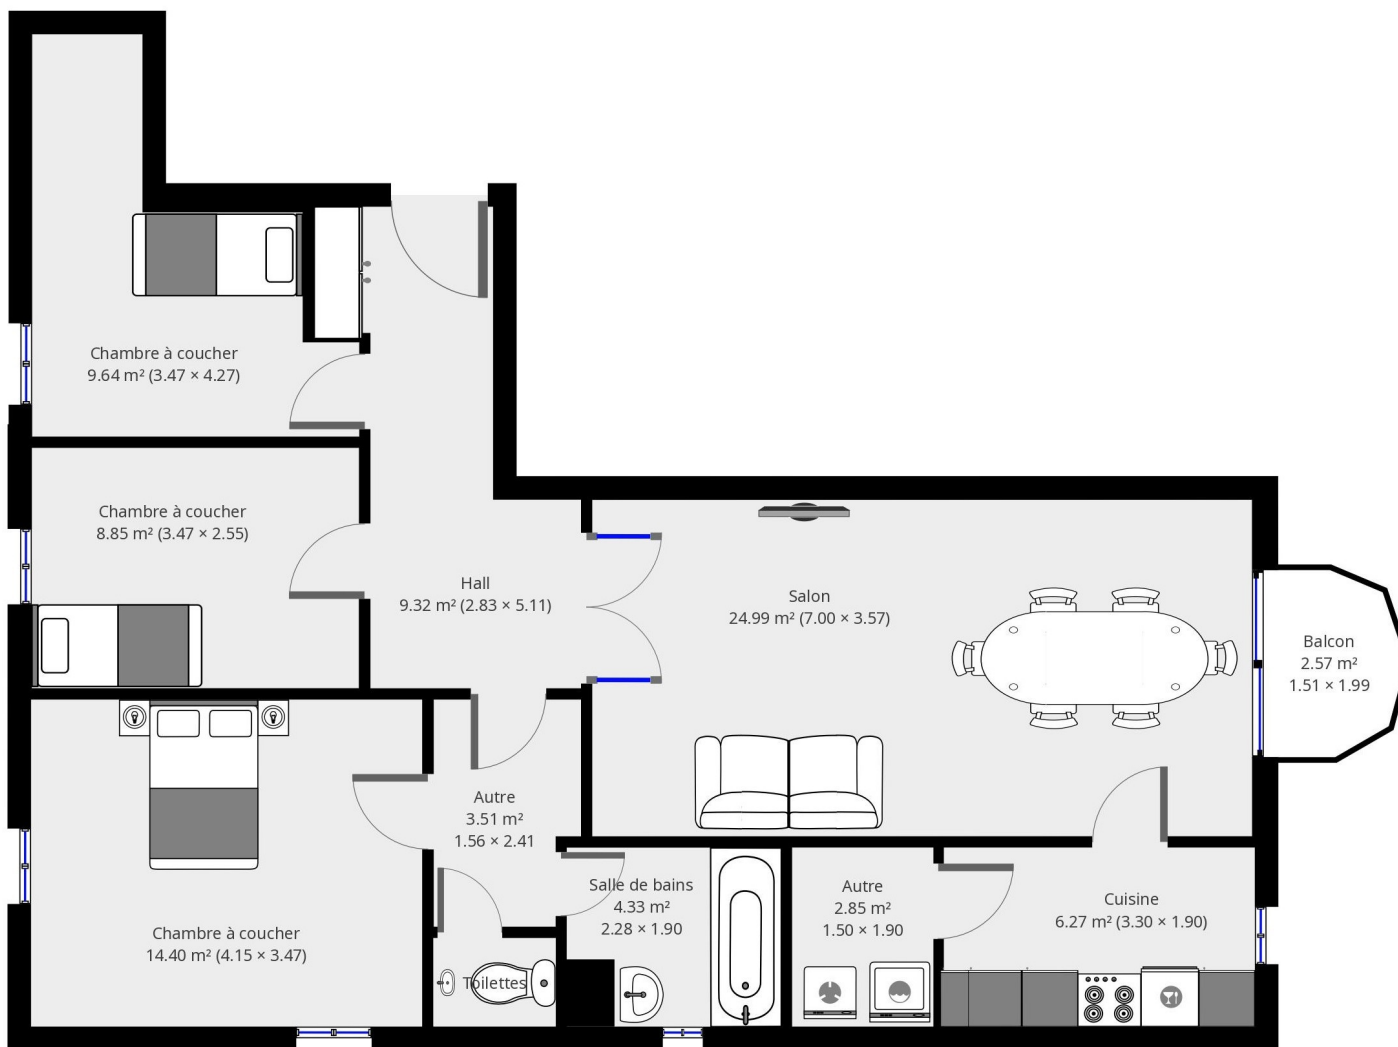 Chambre à coucher
9.64 m² (3.47 × 4.27)
Chambre à coucher
8.85 m² (3.47 × 2.55)
Hall
9.32 m² (2.83 × 5.11)
Salon
24.99 m² (7.00 × 3.57)
Balcon
2.57 m²
1.51 × 1.99
Autre
3.51 m²
1.56 × 2.41
Salle de bains
4.33 m²
2.28 × 1.90
Autre
2.85 m²
1.50 × 1.90
Cuisine
6.27 m² (3.30 × 1.90)
Chambre à coucher
14.40 m² (4.15 × 3.47)
Toilettes